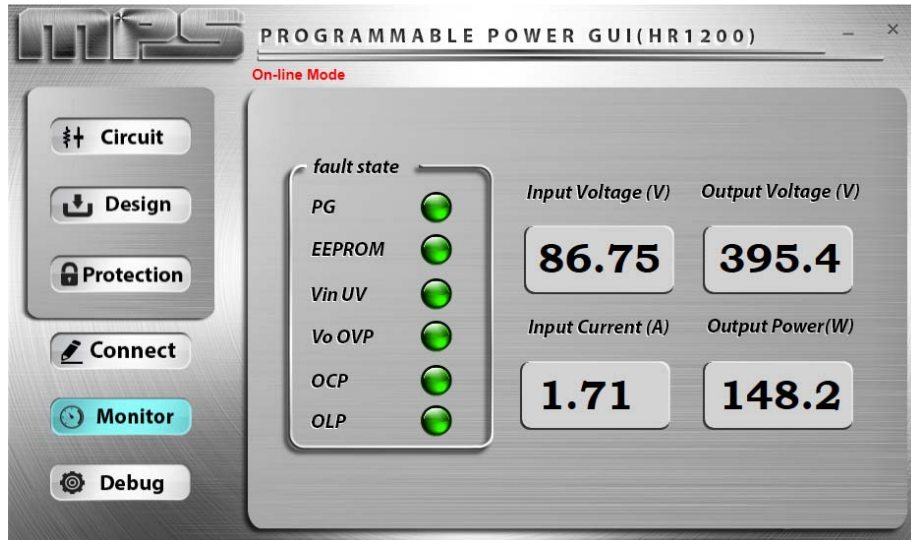 MPS
PROGRAMMABLE POWER GUI(HR1200)
On-line Mode
Circuit
Design
Protection
Connect
Monitor
Debug
fault state
PG
EEPROM
Vin UV
Vo OVP
OCP
OLP
Input Voltage (V)
Output Voltage (V)
86.75
395.4
Input Current (A)
Output Power(W)
1.71
148.2